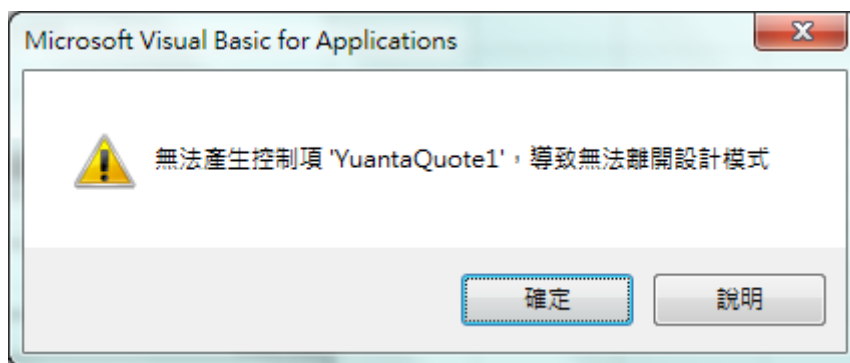 Microsoft Visual Basic for Applications
無法產生控制項 'YuantaQuote1'，導致無法離開設計模式
確定
說明